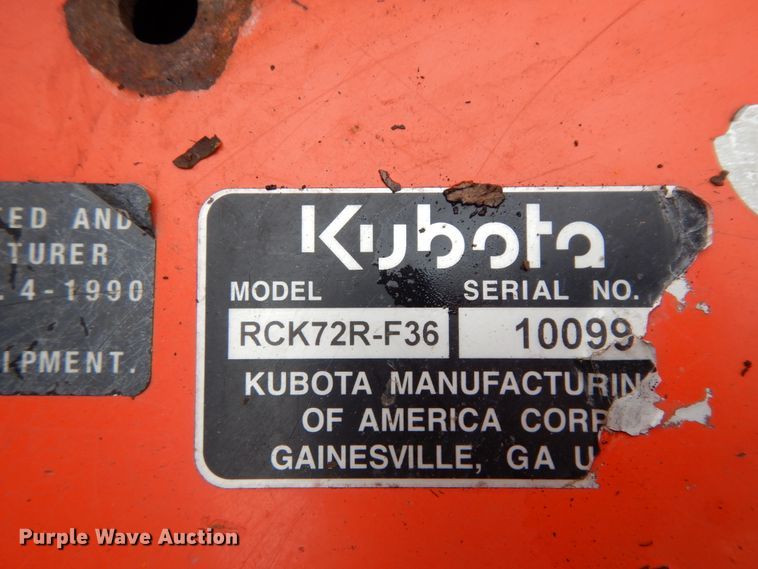 TED AND
TURER
. 4-1990
IPMENT.
Kubota
MODEL SERIAL NO.
RCK72R-F36 10099
KUBOTA MANUFACTURIN
OF AMERICA CORP
GAINESVILLE, GA U
Purple Wave Auction